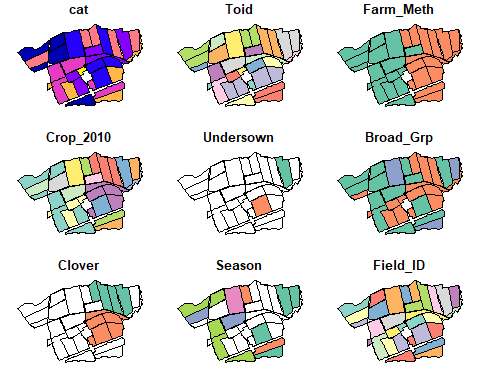 cat Toid Farm_Meth
Crop_2010 Undersown Broad_Grp
Clover Season Field_ID